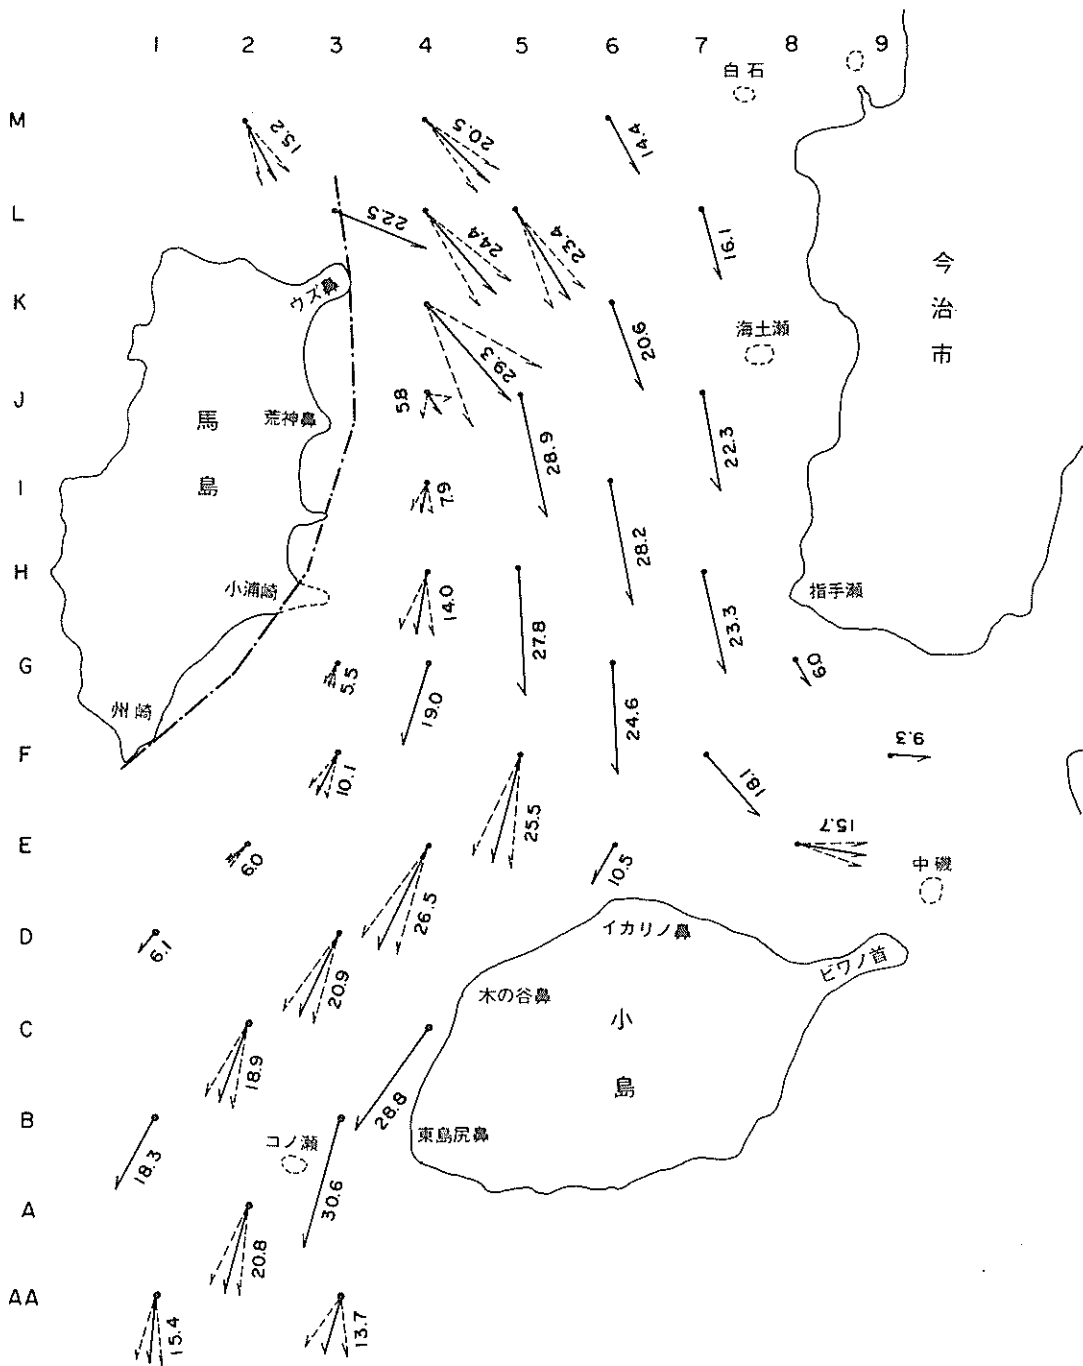 1 2 3 4 5 6 7 8 9
白石
M 15.2 20.5 14.4
L 22.5 24.4 23.4 16.1
今治市
ウズ鼻
K 29.3 20.6
海土瀬
J 5.8 28.9 22.3
馬島
荒神鼻
I 7.9 28.2
H 14.0 27.8 23.3
小浦崎
指手瀬
G 5.5 19.0 24.6 6.0
州崎
F 10.1 25.5 18.1 9.3
E 6.0 26.5 10.5 15.7
中磯
D 6.1 20.9
イカリノ鼻
ビワノ首
木の谷鼻
小島
C 18.9 28.8
B 18.3 30.6
コノ瀬
東島尻鼻
A 20.8
AA 15.4 13.7